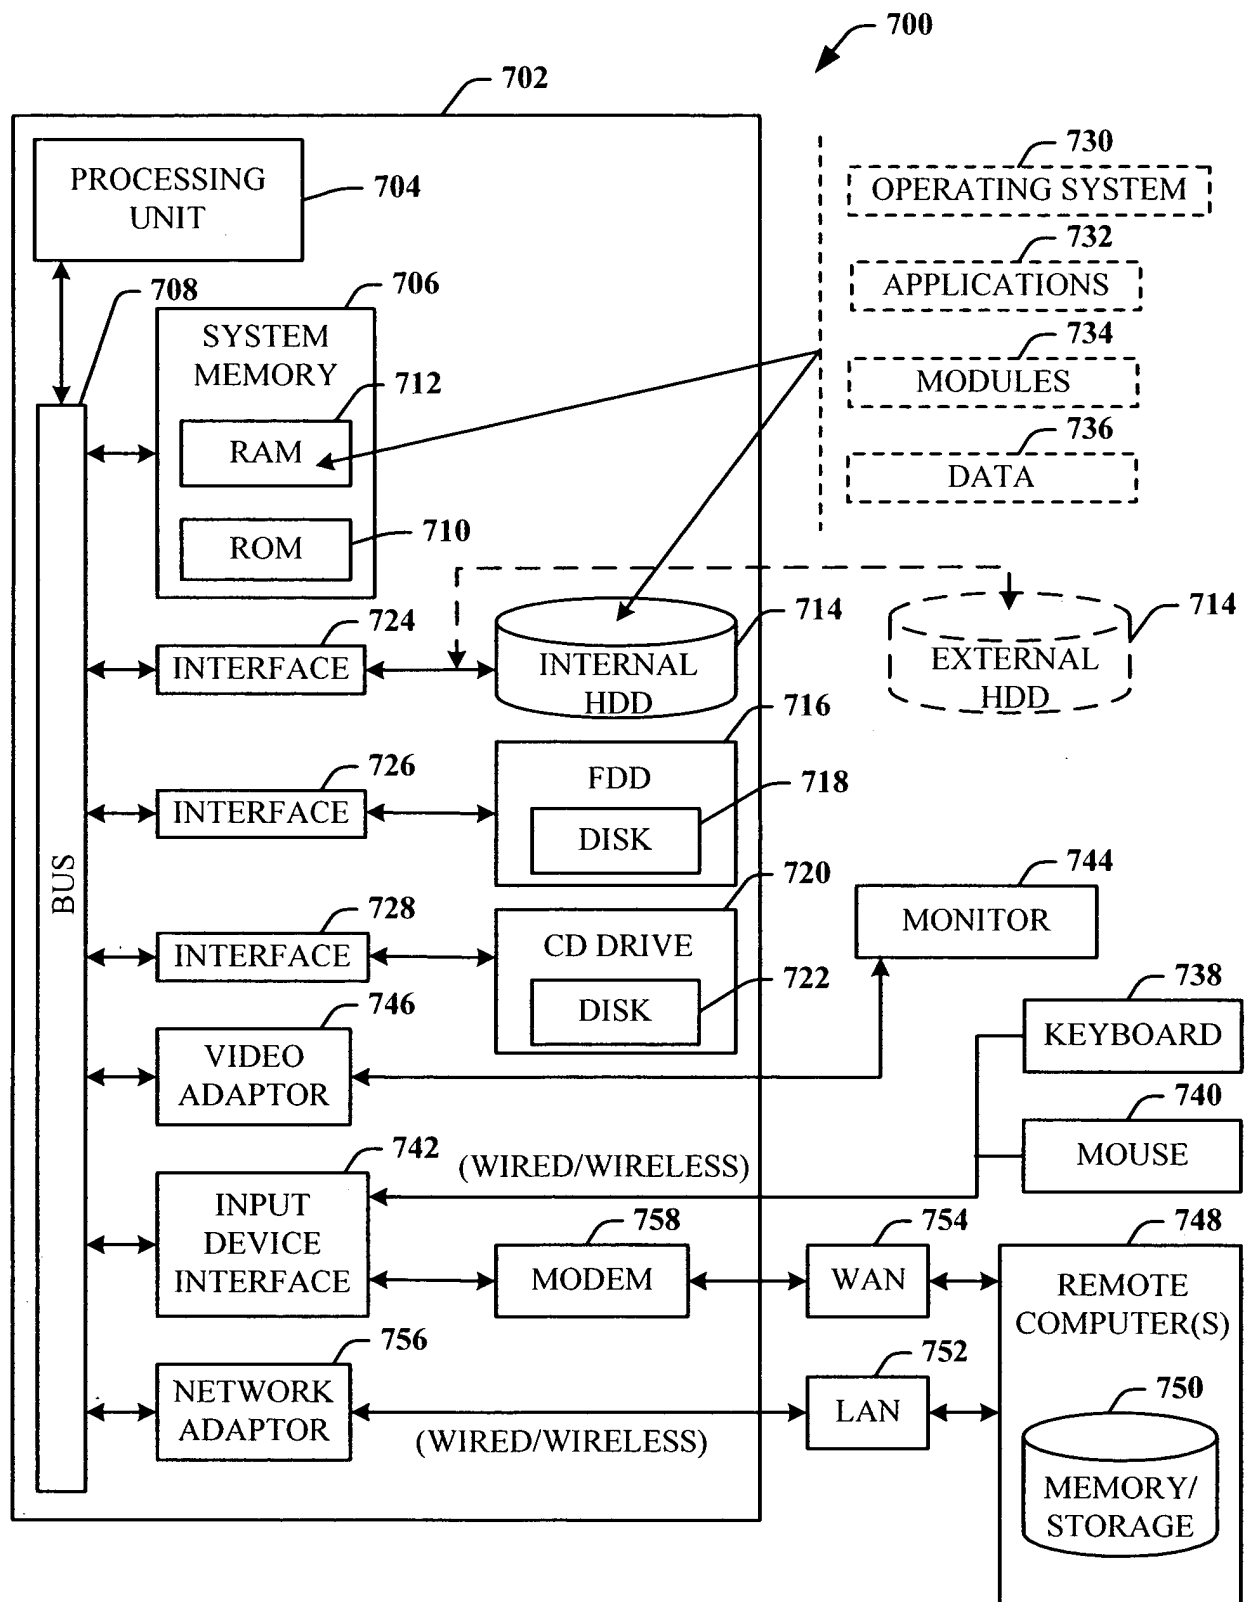 700
702
PROCESSING
UNIT
704
730
OPERATING SYSTEM
732
APPLICATIONS
734
MODULES
736
DATA
708
706
SYSTEM
MEMORY
712
RAM
710
ROM
724
INTERFACE
714
INTERNAL
HDD
714
EXTERNAL
HDD
716
FDD
726
INTERFACE
718
DISK
BUS
720
CD DRIVE
728
INTERFACE
722
DISK
744
MONITOR
746
VIDEO
ADAPTOR
738
KEYBOARD
740
MOUSE
742
INPUT
DEVICE
INTERFACE
(WIRED/WIRELESS)
758
MODEM
754
WAN
748
REMOTE
COMPUTER(S)
756
NETWORK
ADAPTOR
(WIRED/WIRELESS)
752
LAN
750
MEMORY/
STORAGE